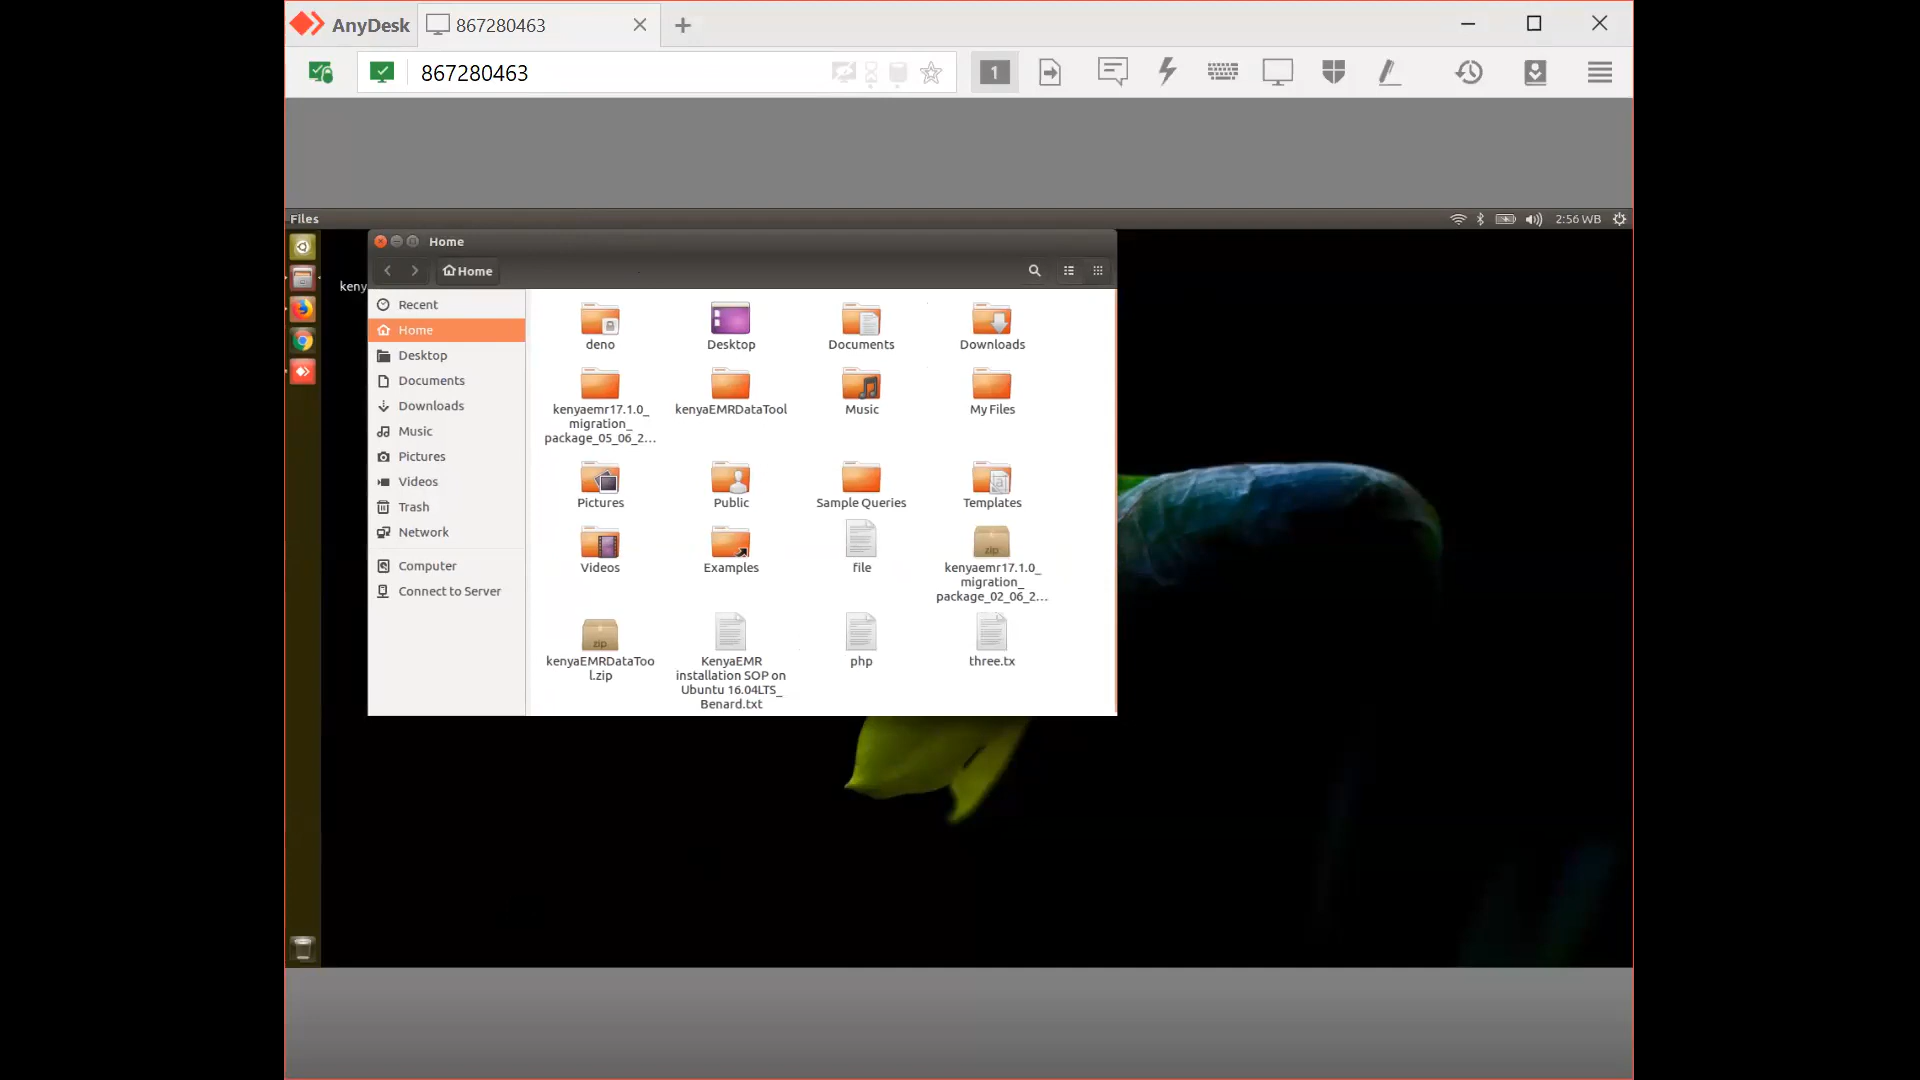 AnyDesk
867280463
867280463
1
Files
2:56 WB
Home
Home
keny
Recent
Home
Desktop
Documents
Downloads
Music
Pictures
Videos
Trash
Network
Computer
Connect to Server
deno
Desktop
Documents
Downloads
kenyaemr17.1.0_
migration_
package_05_06_2...
kenyaEMRDataTool
Music
My Files
Pictures
Public
Sample Queries
Templates
Videos
Examples
file
zip
kenyaemr17.1.0_
migration_
package_02_06_2...
zip
kenyaEMRDataToo
l.zip
KenyaEMR
installation SOP on
Ubuntu 16.04LTS_
Benard.txt
php
three.tx